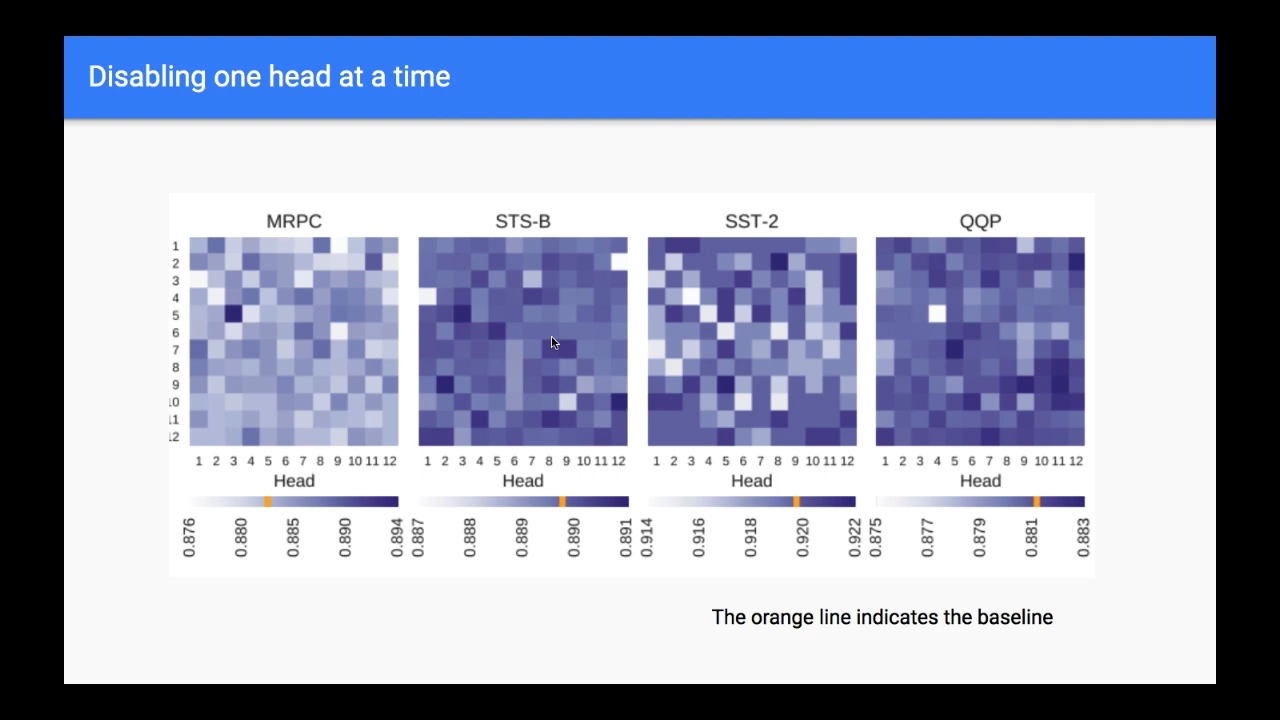 Disabling one head at a time
MRPC STS-B SST-2 QQP
1
2
3
4
5
6
7
8
9
10
11
12
1 2 3 4 5 6 7 8 9 10 11 12 1 2 3 4 5 6 7 8 9 10 11 12 1 2 3 4 5 6 7 8 9 10 11 12 1 2 3 4 5 6 7 8 9 10 11 12
Head Head Head Head
0.876 0.880 0.885 0.890 0.894 0.887 0.888 0.889 0.890 0.891 0.914 0.916 0.918 0.920 0.922 0.875 0.877 0.879 0.881 0.883
The orange line indicates the baseline